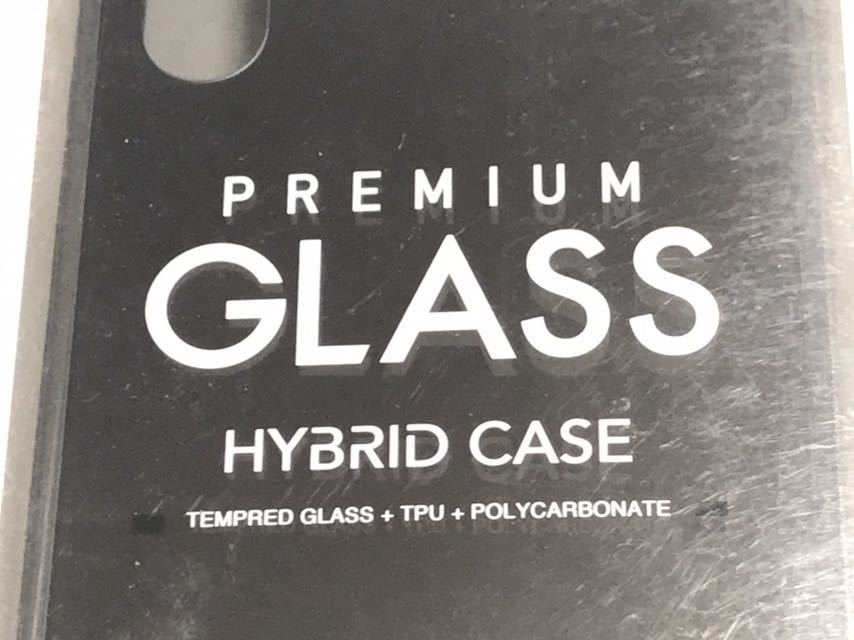 PREMIUM
GLASS
HYBRID CASE
TEMPRED GLASS + TPU + POLYCARBONATE